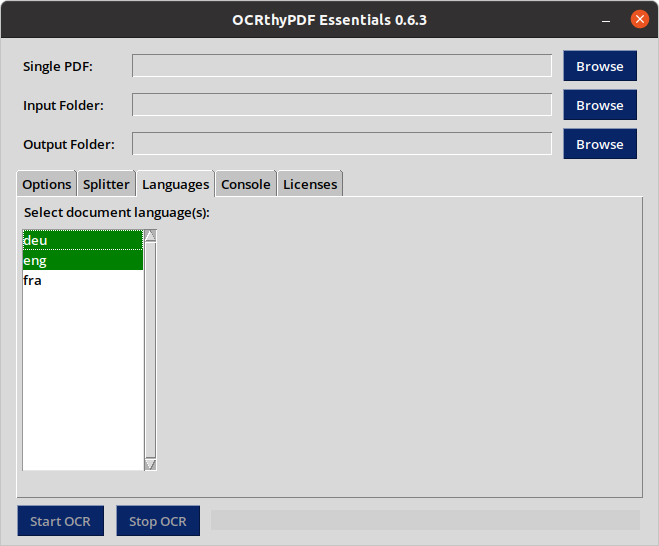 OCRthyPDF Essentials 0.6.3
Single PDF: Browse
Input Folder: Browse
Output Folder: Browse
Options Splitter Languages Console Licenses
Select document language(s):
deu
eng
fra
Start OCR Stop OCR